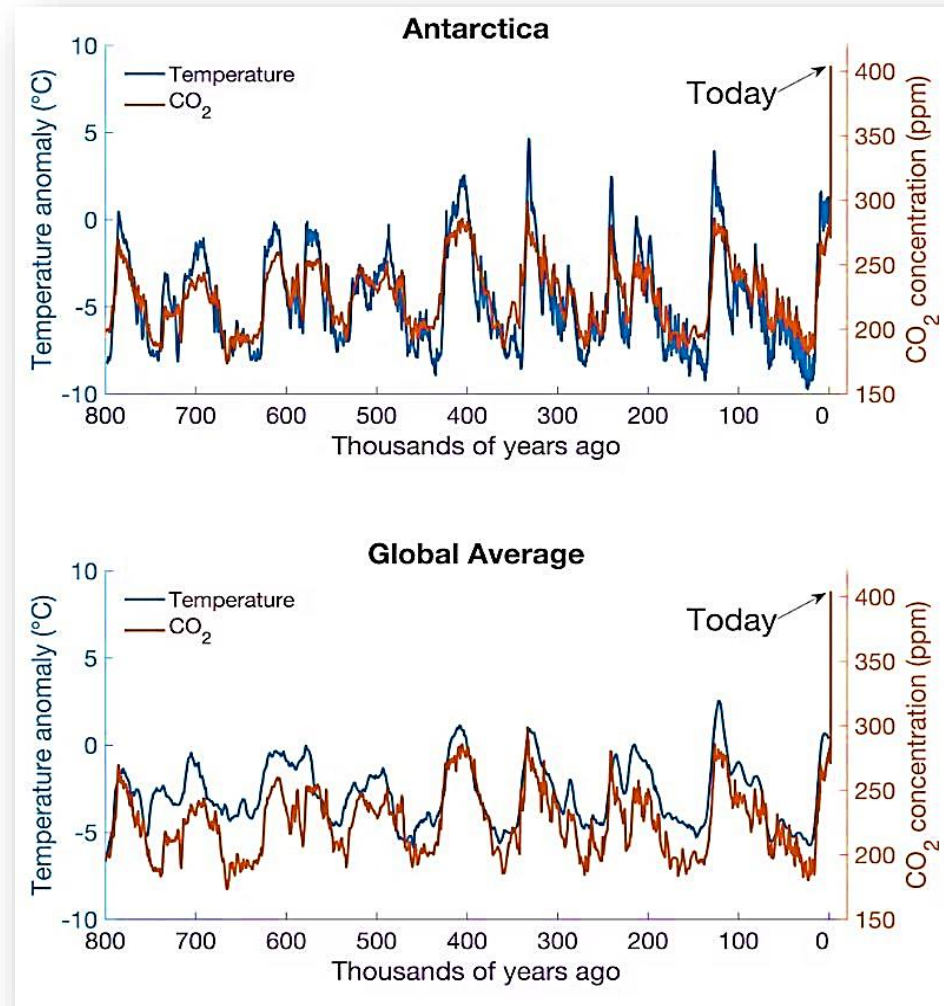 Antarctica
Temperature
CO₂
Today
Temperature anomaly (°C)
10
5
0
-5
-10
CO₂ concentration (ppm)
400
350
300
250
200
150
800 700 600 500 400 300 200 100 0
Thousands of years ago
Global Average
Temperature
CO₂
Today
Temperature anomaly (°C)
10
5
0
-5
-10
CO₂ concentration (ppm)
400
350
300
250
200
150
800 700 600 500 400 300 200 100 0
Thousands of years ago